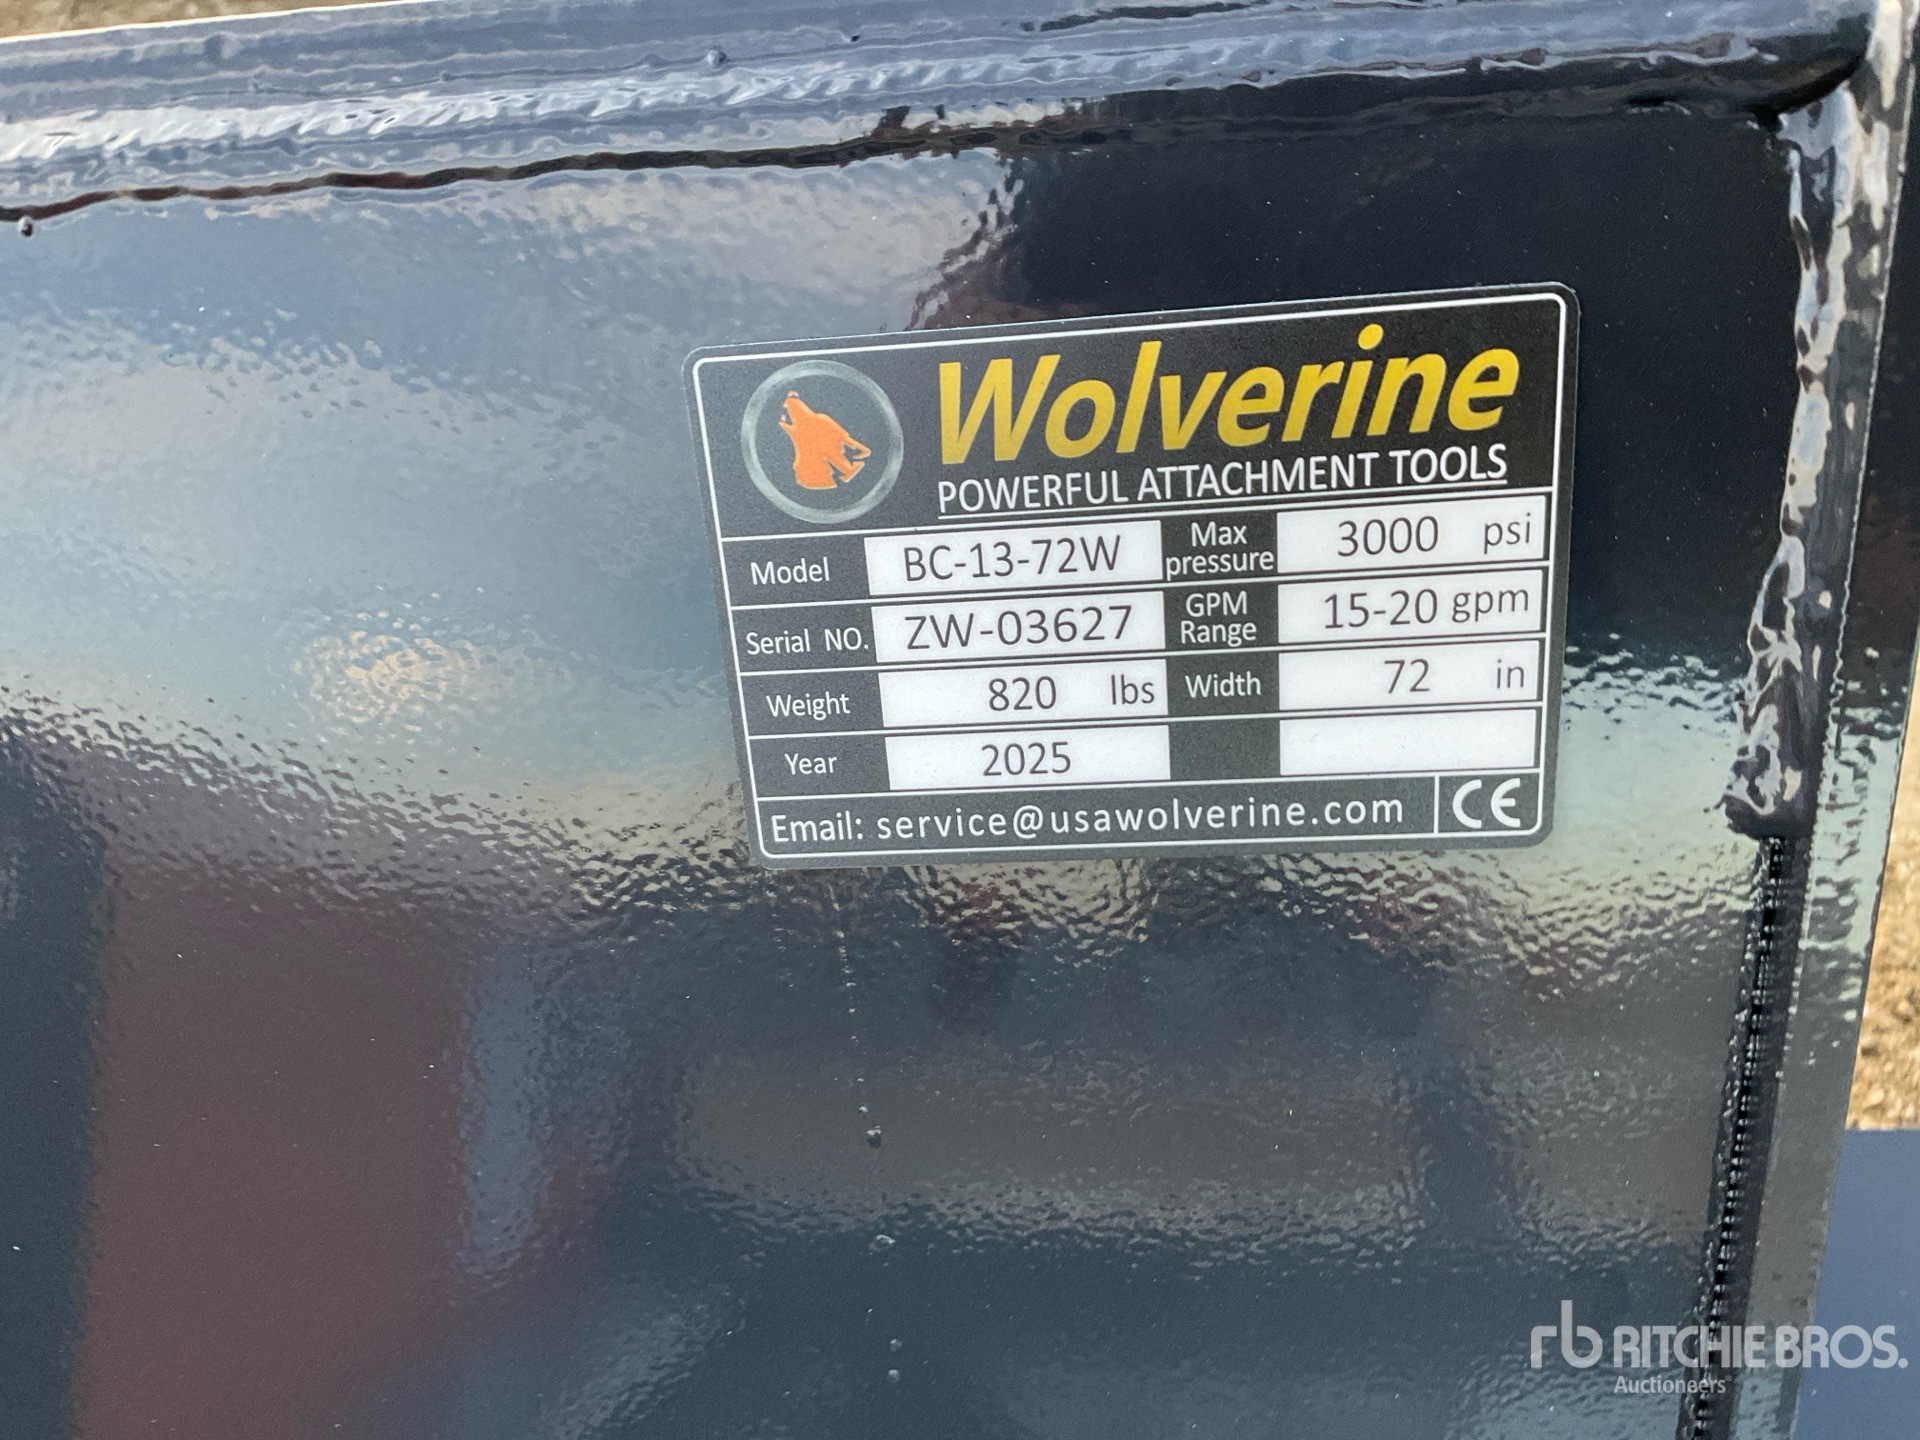 Wolverine
POWERFUL ATTACHMENT TOOLS
Model BC-13-72W Max pressure 3000 psi
Serial NO. ZW-03627 GPM Range 15-20 gpm
Weight 820 lbs Width 72 in
Year 2025
Email: service@usawolverine.com CE
rb RITCHIE BROS.
Auctioneers